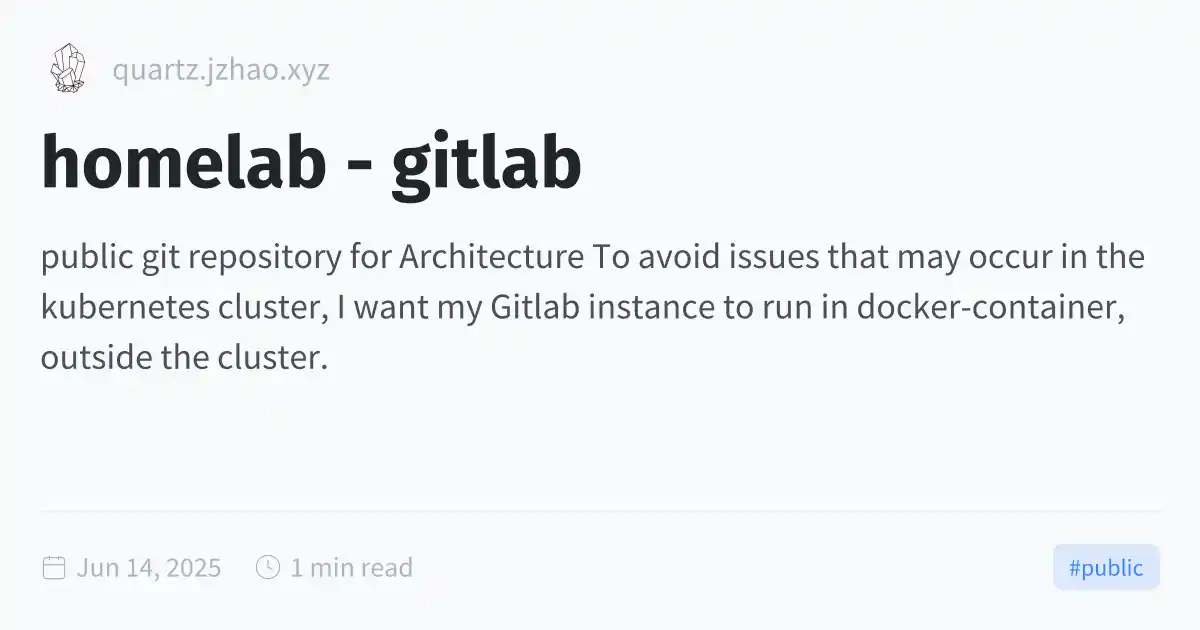 quartz.jzhao.xyz
homelab - gitlab
public git repository for Architecture To avoid issues that may occur in the
kubernetes cluster, I want my Gitlab instance to run in docker-container,
outside the cluster.
Jun 14, 2025 1 min read
#public